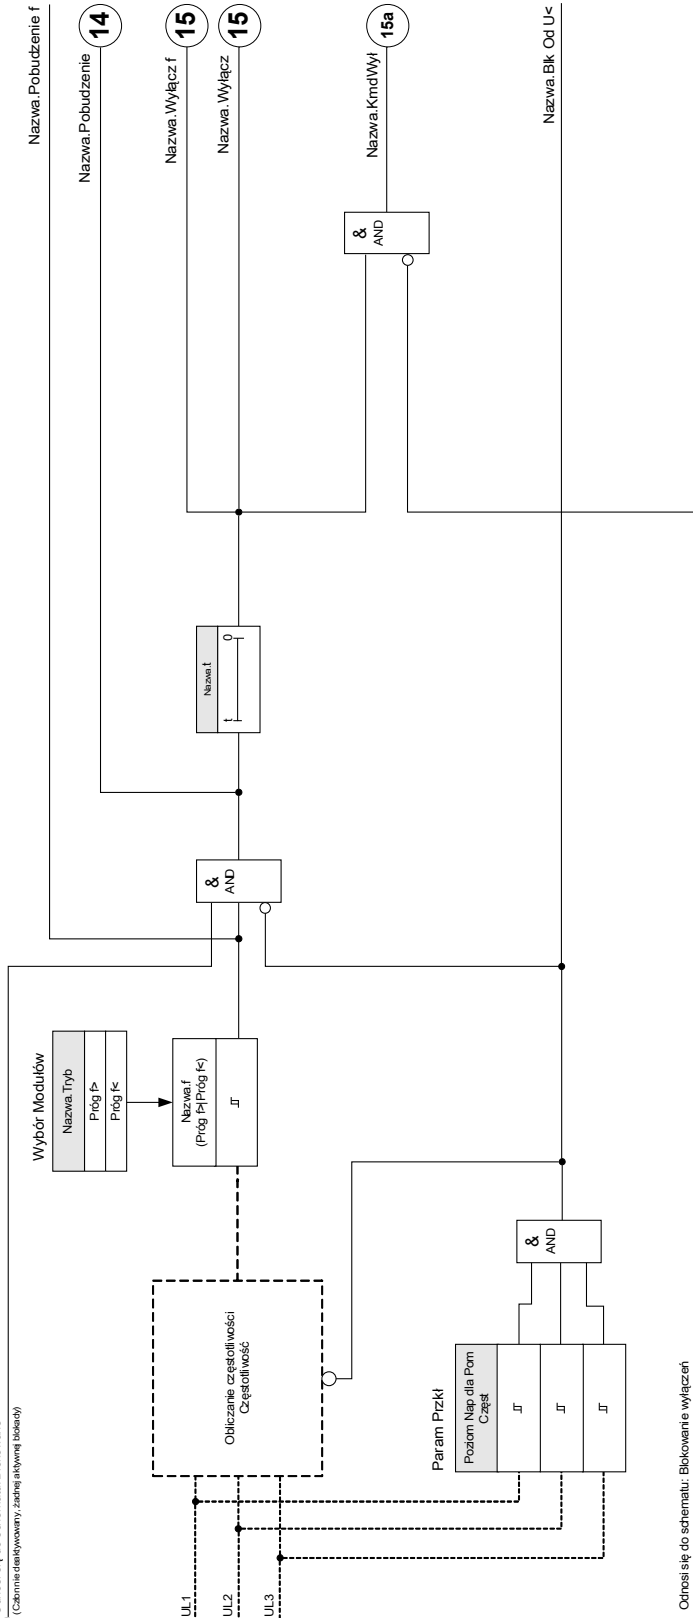 (Człon nie deaktywowany, żadnej aktywnej blokady)
UL1
UL2
UL3
Obliczanie częstotliwości
Częstotliwość
Wybór Modułów
Nazwa.Tryb
Próg f>
Próg f<
Nazwa.f
(Próg f>|Próg f<)
&
AND
Nazwa.t
t
0
Nazwa.Pobudzenie f
Nazwa.Pobudzenie
14
Nazwa.Wyłącz f
15
Nazwa. Wyłącz
15
&
AND
Nazwa.KmdWył
15a
Nazwa.Blk Od U<
Param Przkł
Poziom Nap dla Pom
Częst
&
AND
Odnosi się do schematu: Blokowanie wyłączeń